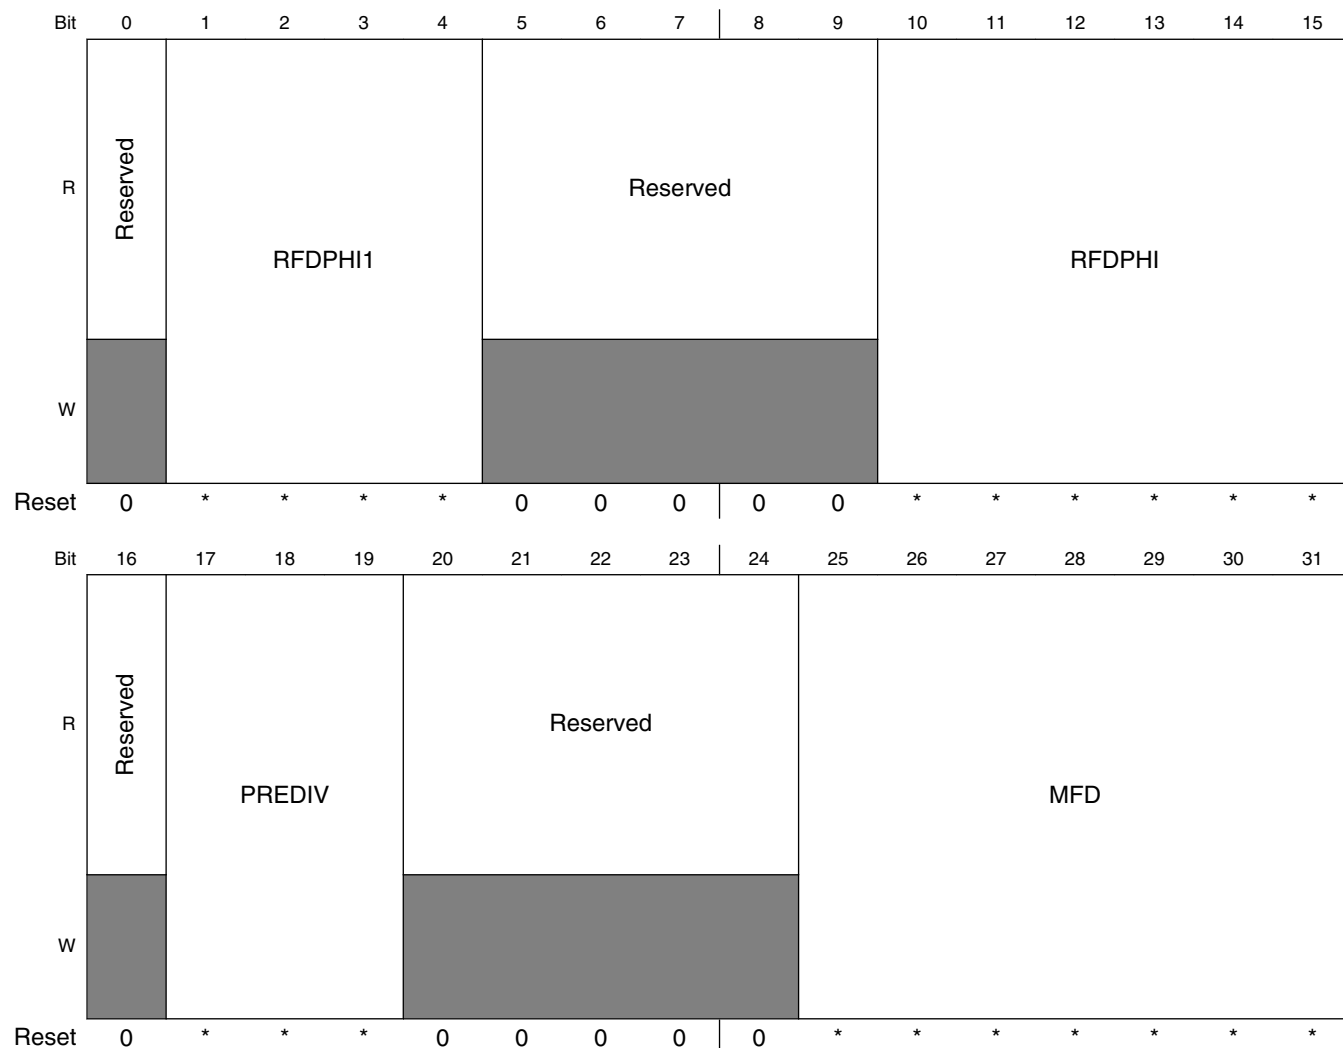 Bit 0 1 2 3 4 5 6 7 8 9 10 11 12 13 14 15
R Reserved Reserved
RFDPHI1 RFDPHI
W
Reset 0 * * * * 0 0 0 0 0 * * * * * *
Bit 16 17 18 19 20 21 22 23 24 25 26 27 28 29 30 31
R Reserved Reserved
PREDIV MFD
W
Reset 0 * * * 0 0 0 0 0 * * * * * * *